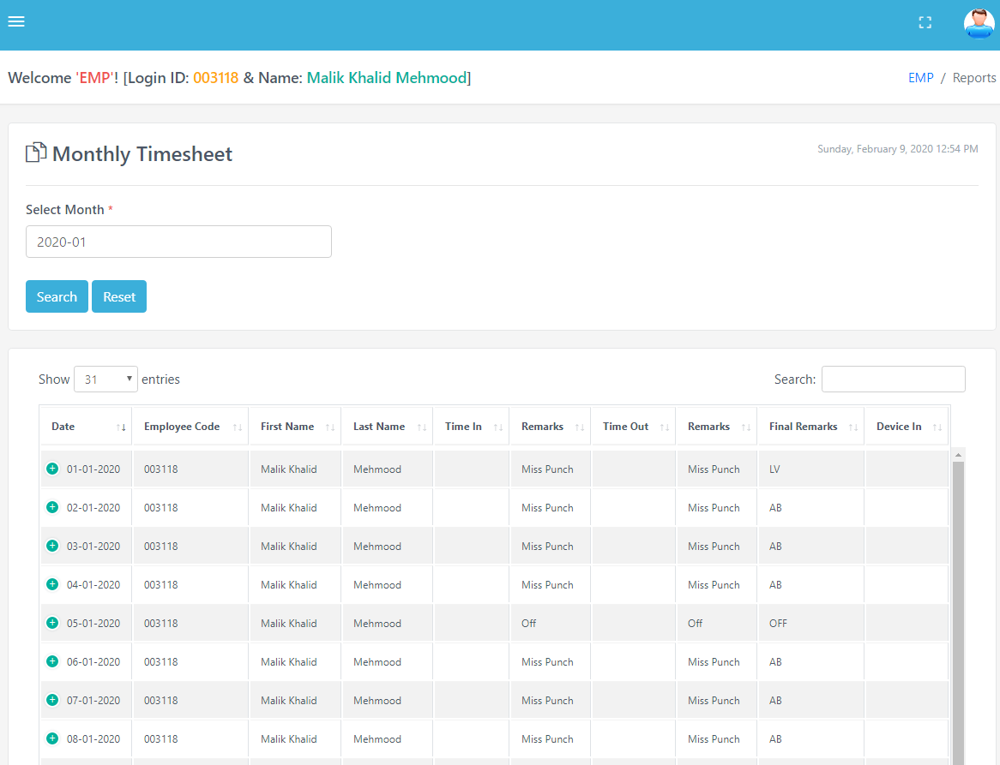 Welcome 'EMP'! [Login ID: 003118 & Name: Malik Khalid Mehmood] EMP / Reports
Monthly Timesheet Sunday, February 9, 2020 12:54 PM
Select Month *
2020-01
Search Reset
Show 31 entries Search:
Date Employee Code First Name Last Name Time In Remarks Time Out Remarks Final Remarks Device In
01-01-2020 003118 Malik Khalid Mehmood Miss Punch Miss Punch LV
02-01-2020 003118 Malik Khalid Mehmood Miss Punch Miss Punch AB
03-01-2020 003118 Malik Khalid Mehmood Miss Punch Miss Punch AB
04-01-2020 003118 Malik Khalid Mehmood Miss Punch Miss Punch AB
05-01-2020 003118 Malik Khalid Mehmood Off Off OFF
06-01-2020 003118 Malik Khalid Mehmood Miss Punch Miss Punch AB
07-01-2020 003118 Malik Khalid Mehmood Miss Punch Miss Punch AB
08-01-2020 003118 Malik Khalid Mehmood Miss Punch Miss Punch AB